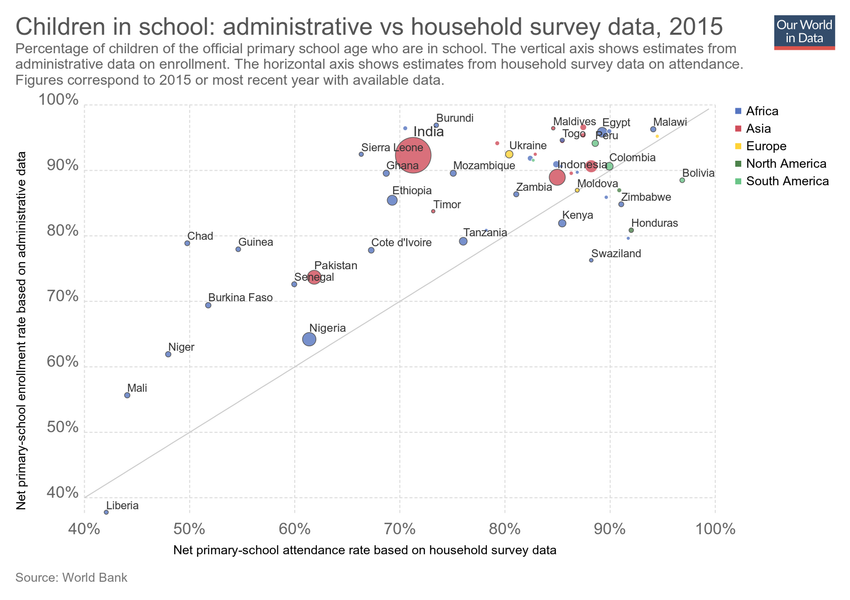 Children in school: administrative vs household survey data, 2015
Our World
in Data
Percentage of children of the official primary school age who are in school. The vertical axis shows estimates from
administrative data on enrollment. The horizontal axis shows estimates from household survey data on attendance.
Figures correspond to 2015 or most recent year with available data.
Net primary-school enrollment rate based on administrative data
100%
90%
80%
70%
60%
50%
40%
Burundi
India
Sierra Leone
Ghana
Mozambique
Ethiopia
Timor
Chad
Guinea
Cote d'Ivoire
Tanzania
Pakistan
Senegal
Burkina Faso
Nigeria
Niger
Mali
Liberia
Maldives
Egypt
Malawi
Togo
Peru
Ukraine
Indonesia
Colombia
Bolivia
Zambia
Moldova
Zimbabwe
Kenya
Honduras
Swaziland
Africa
Asia
Europe
North America
South America
40%
50%
60%
70%
80%
90%
100%
Net primary-school attendance rate based on household survey data
Source: World Bank